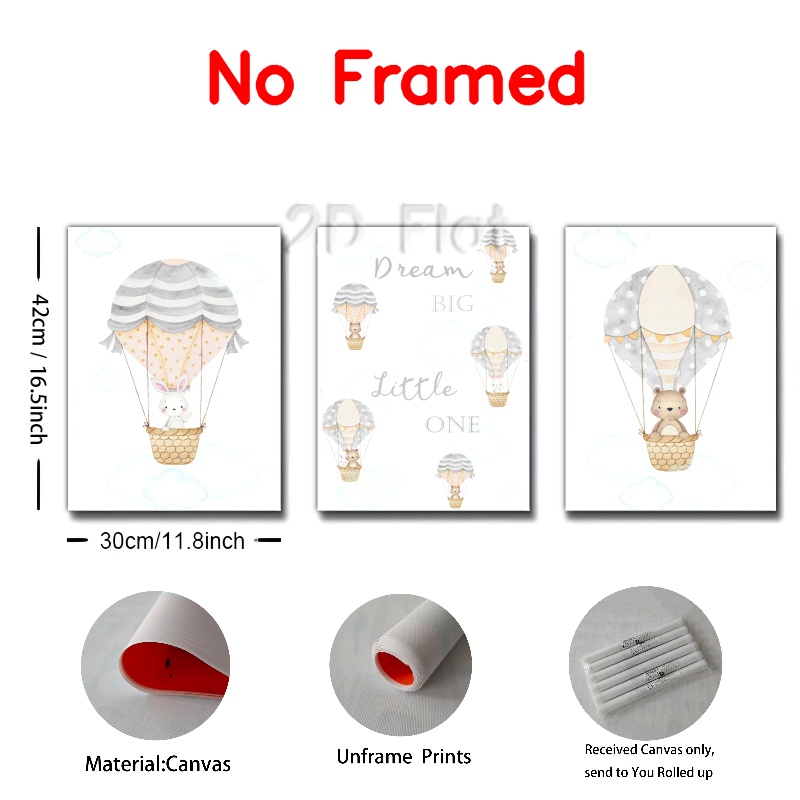 No Framed
2D Flat
42cm / 16.5inch
Dream
BIG
Little
ONE
30cm/11.8inch
Material:Canvas
Unframe Prints
Received Canvas only,
send to You Rolled up